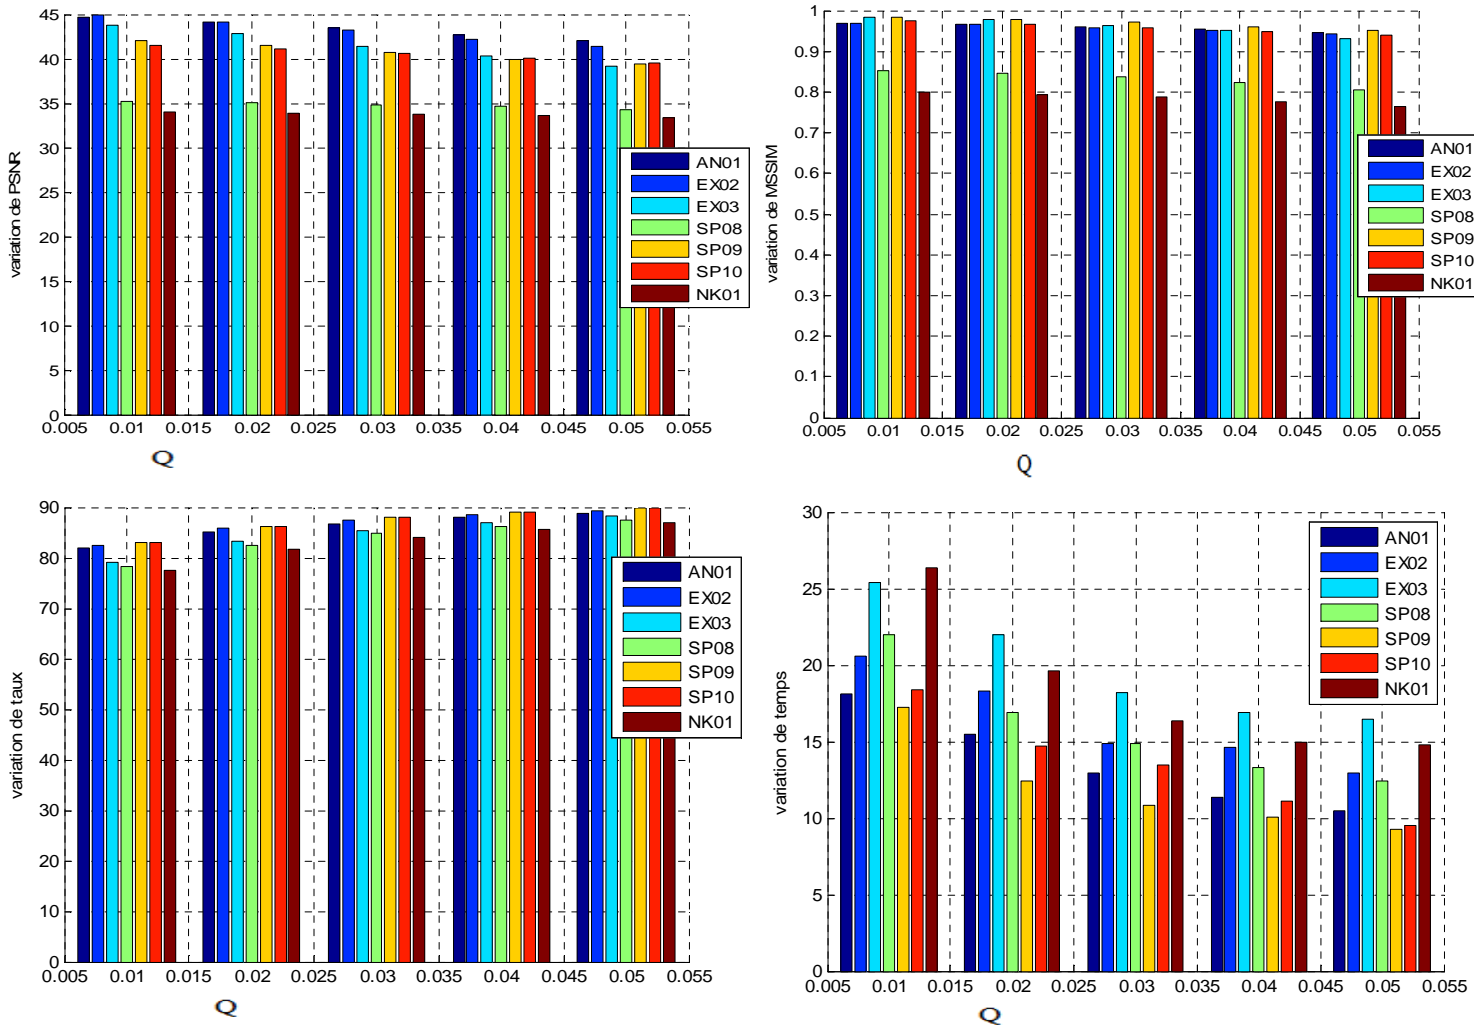 45
40
35
30
25
20
15
10
5
0
variation de PSNR
0.005 0.01 0.015 0.02 0.025 0.03 0.035 0.04 0.045 0.05 0.055
Q
AN01
EX02
EX03
SP08
SP09
SP10
NK01
1
0.9
0.8
0.7
0.6
0.5
0.4
0.3
0.2
0.1
0
variation de MSSIM
0.005 0.01 0.015 0.02 0.025 0.03 0.035 0.04 0.045 0.05 0.055
Q
AN01
EX02
EX03
SP08
SP09
SP10
NK01
90
80
70
60
50
40
30
20
10
0
variation de taux
0.005 0.01 0.015 0.02 0.025 0.03 0.035 0.04 0.045 0.05 0.055
Q
AN01
EX02
EX03
SP08
SP09
SP10
NK01
30
25
20
15
10
5
0
variation de temps
0.005 0.01 0.015 0.02 0.025 0.03 0.035 0.04 0.045 0.05 0.055
Q
AN01
EX02
EX03
SP08
SP09
SP10
NK01